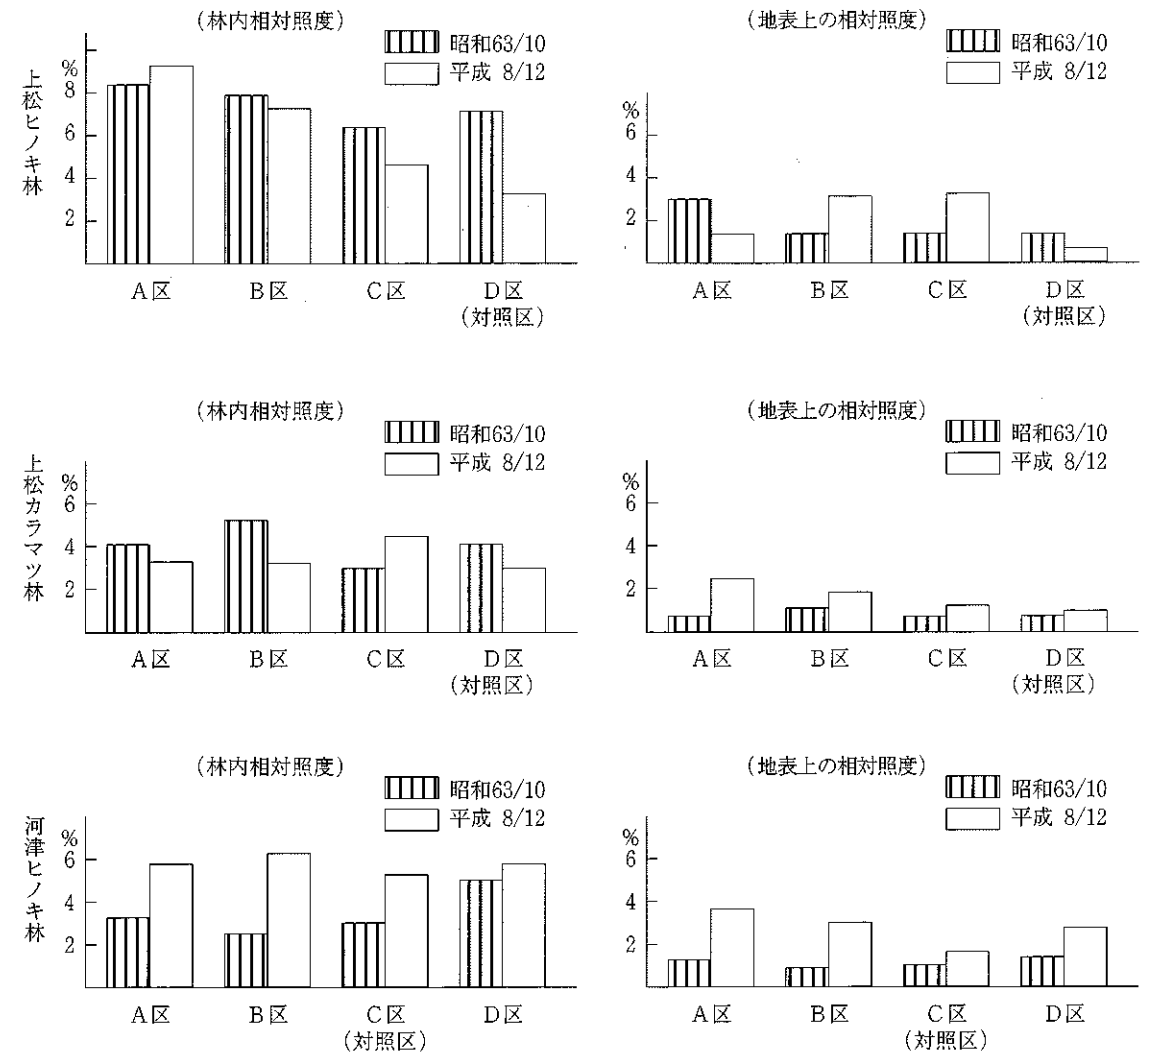 上松ヒノキ林
(林内相対照度)
昭和63/10
平成 8/12
%
8
6
4
2
A区 B区 C区 D区
(対照区)
(地表上の相対照度)
昭和63/10
平成 8/12
%
6
4
2
A区 B区 C区 D区
(対照区)
上松カラマツ林
(林内相対照度)
昭和63/10
平成 8/12
%
6
4
2
A区 B区 C区 D区
(対照区)
(地表上の相対照度)
昭和63/10
平成 8/12
%
6
4
2
A区 B区 C区 D区
(対照区)
河津ヒノキ林
(林内相対照度)
昭和63/10
平成 8/12
%
6
4
2
A区 B区 C区 D区
(対照区)
(地表上の相対照度)
昭和63/10
平成 8/12
%
6
4
2
A区 B区 C区 D区
(対照区)